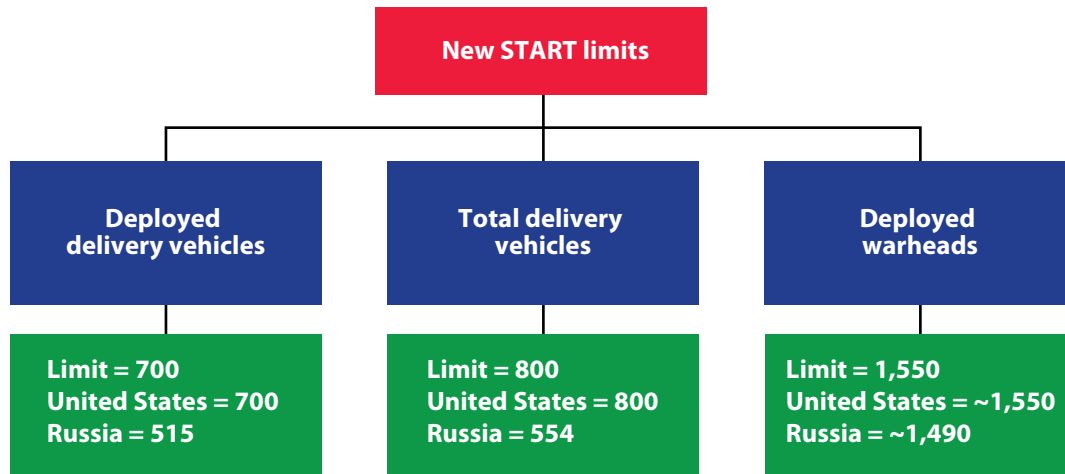 New START limits
Deployed
delivery vehicles
Total delivery
vehicles
Deployed
warheads
Limit = 700
United States = 700
Russia = 515
Limit = 800
United States = 800
Russia = 554
Limit = 1,550
United States = ~1,550
Russia = ~1,490